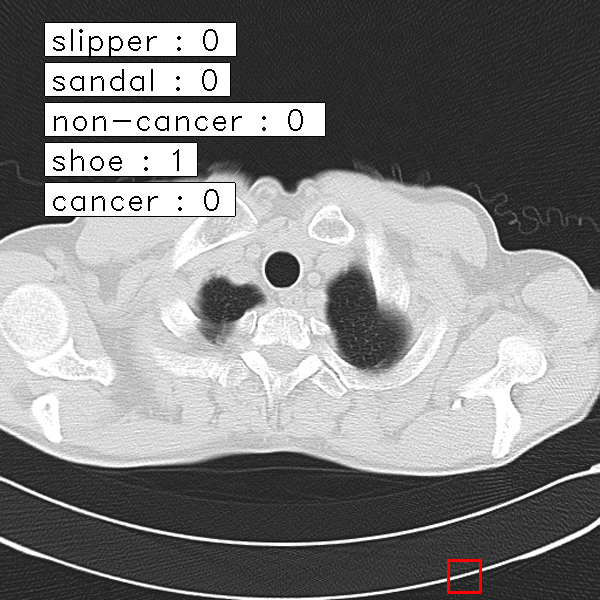 slipper : 0
sandal : 0
non-cancer : 0
shoe : 1
cancer : 0